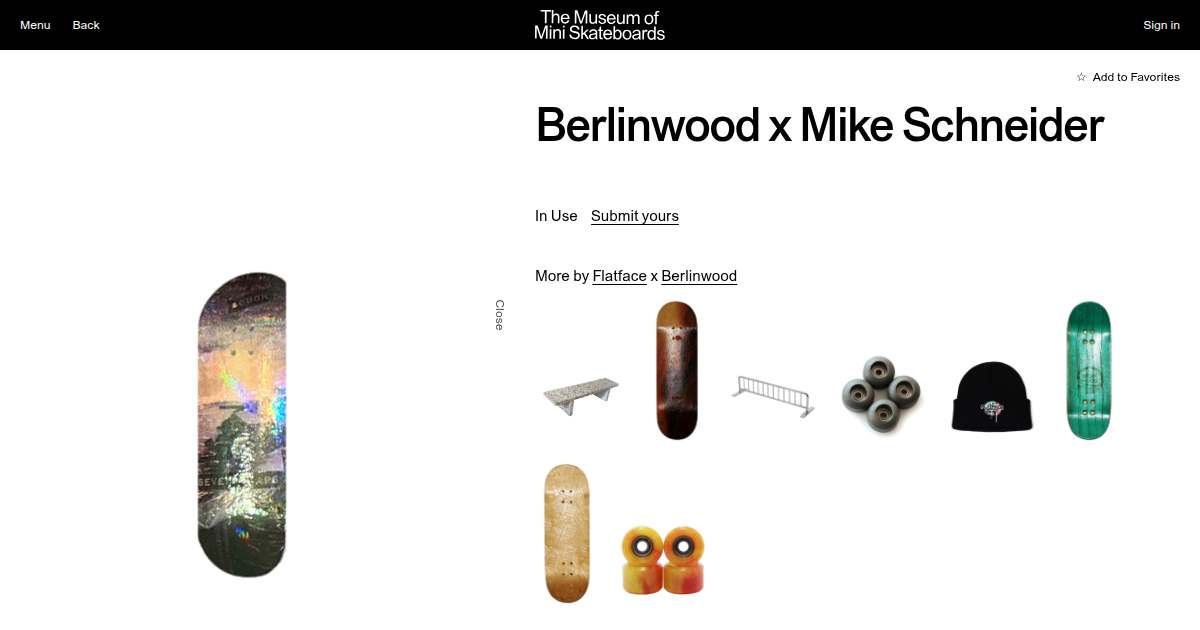 Menu
Back
The Museum of
Mini Skateboards
Sign in
☆ Add to Favorites
Berlinwood x Mike Schneider
In Use Submit yours
More by Flatface x Berlinwood
Close